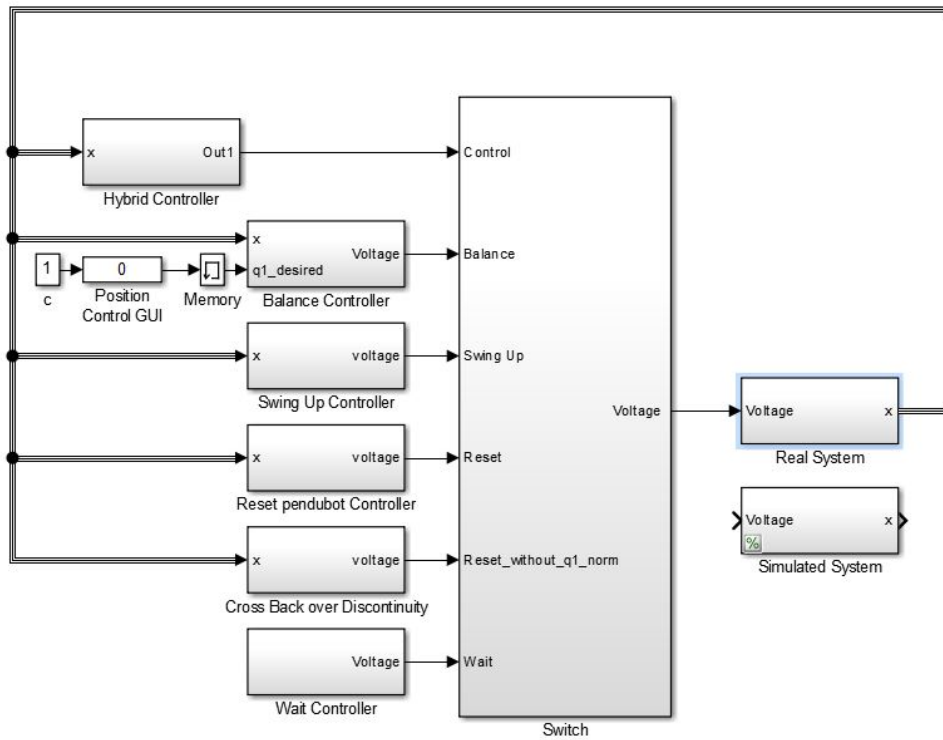 x
Out1
Hybrid Controller
Control
x
Voltage
q1_desired
Balance Controller
Balance
1
c
0
Position
Control GUI
Memory
x
voltage
Swing Up Controller
Swing Up
x
voltage
Reset pendubot Controller
Reset
x
voltage
Cross Back over Discontinuity
Reset_without_q1_norm
Voltage
Wait Controller
Wait
Voltage
Switch
Voltage
x
Real System
Voltage
x
%
Simulated System